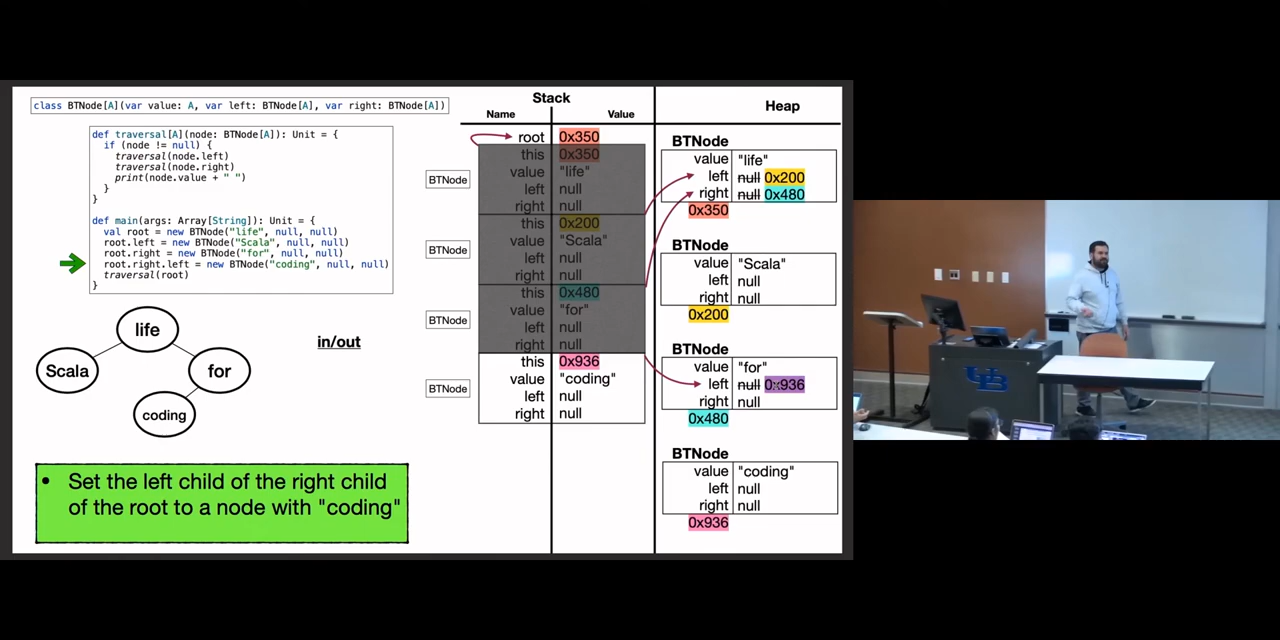 class BTNode[A](var value: A, var left: BTNode[A], var right: BTNode[A])
def traversal[A](node: BTNode[A]): Unit = {
if (node != null) {
traversal(node.left)
traversal(node.right)
print(node.value + " ")
}
}
def main(args: Array[String]): Unit = {
val root = new BTNode("life", null, null)
root.left = new BTNode("Scala", null, null)
root.right = new BTNode("for", null, null)
root.right.left = new BTNode("coding", null, null)
traversal(root)
}
life
Scala
for
coding
in/out
• Set the left child of the right child
of the root to a node with "coding"
Stack
Name Value
root 0x350
BTNode
this 0x350
value "life"
left null
right null
BTNode
this 0x200
value "Scala"
left null
right null
BTNode
this 0x480
value "for"
left null
right null
BTNode
this 0x936
value "coding"
left null
right null
Heap
BTNode
value "life"
left null 0x200
right null 0x480
0x350
BTNode
value "Scala"
left null
right null
0x200
BTNode
value "for"
left null 0x936
right null
0x480
BTNode
value "coding"
left null
right null
0x936
UB